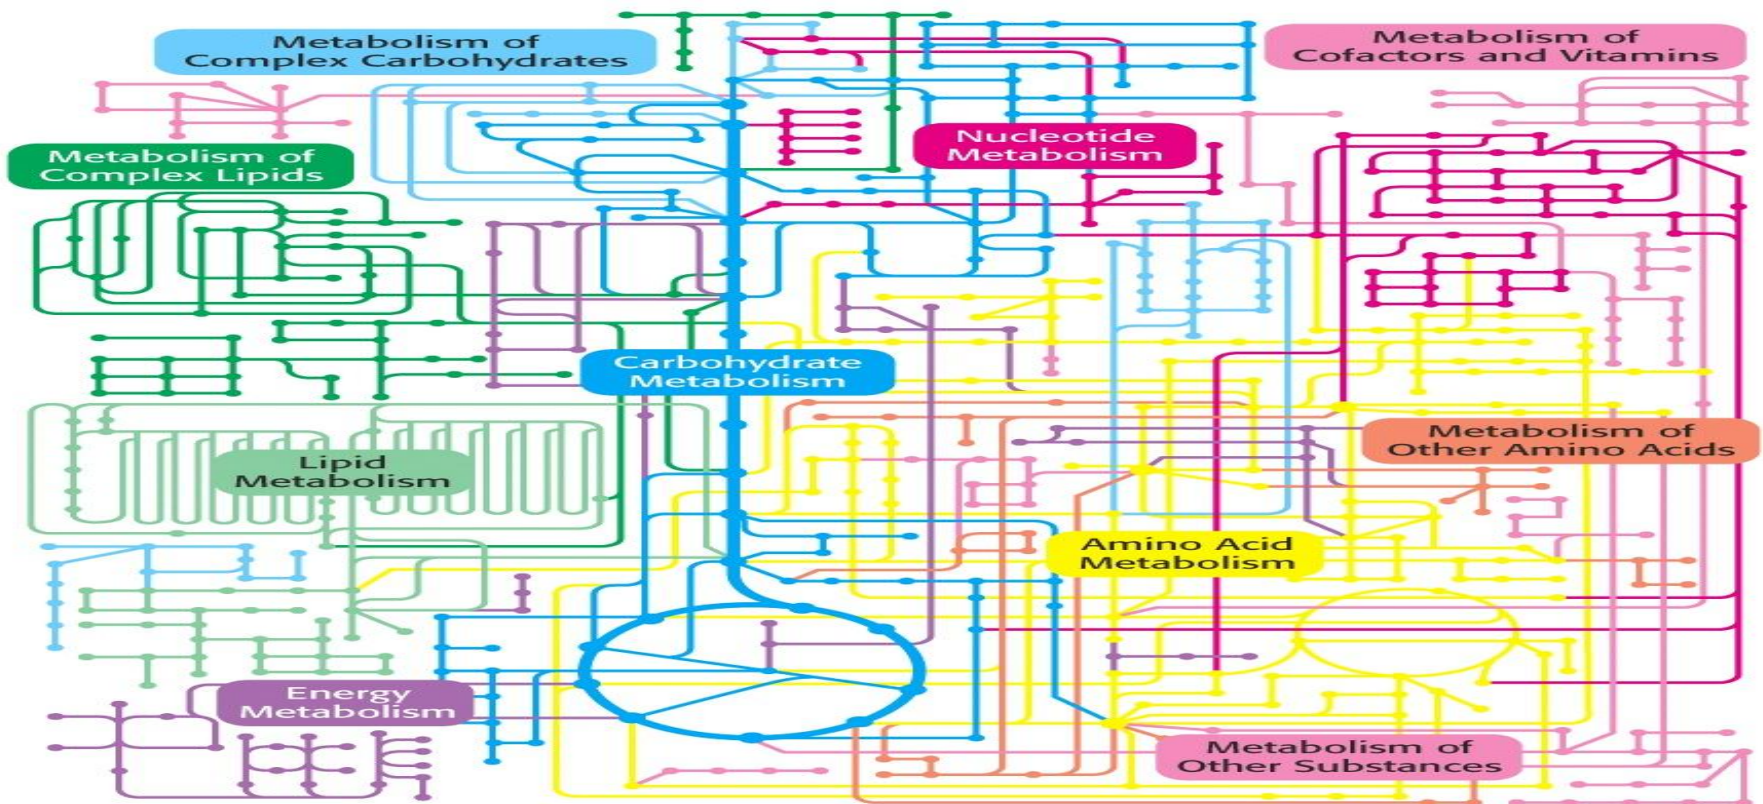 Metabolism of
Complex Carbohydrates
Metabolism of
Cofactors and Vitamins
Nucleotide
Metabolism
Metabolism of
Complex Lipids
Carbohydrate
Metabolism
Metabolism of
Other Amino Acids
Lipid
Metabolism
Amino Acid
Metabolism
Energy
Metabolism
Metabolism of
Other Substances